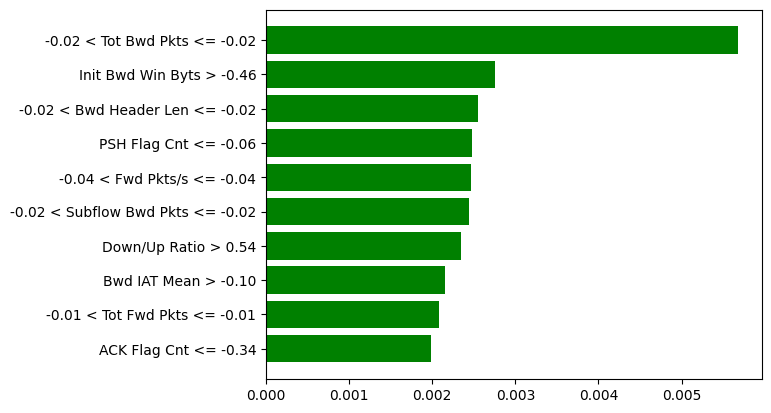 -0.02 < Tot Bwd Pkts <= -0.02
Init Bwd Win Byts > -0.46
-0.02 < Bwd Header Len <= -0.02
PSH Flag Cnt <= -0.06
-0.04 < Fwd Pkts/s <= -0.04
-0.02 < Subflow Bwd Pkts <= -0.02
Down/Up Ratio > 0.54
Bwd IAT Mean > -0.10
-0.01 < Tot Fwd Pkts <= -0.01
ACK Flag Cnt <= -0.34
0.000 0.001 0.002 0.003 0.004 0.005